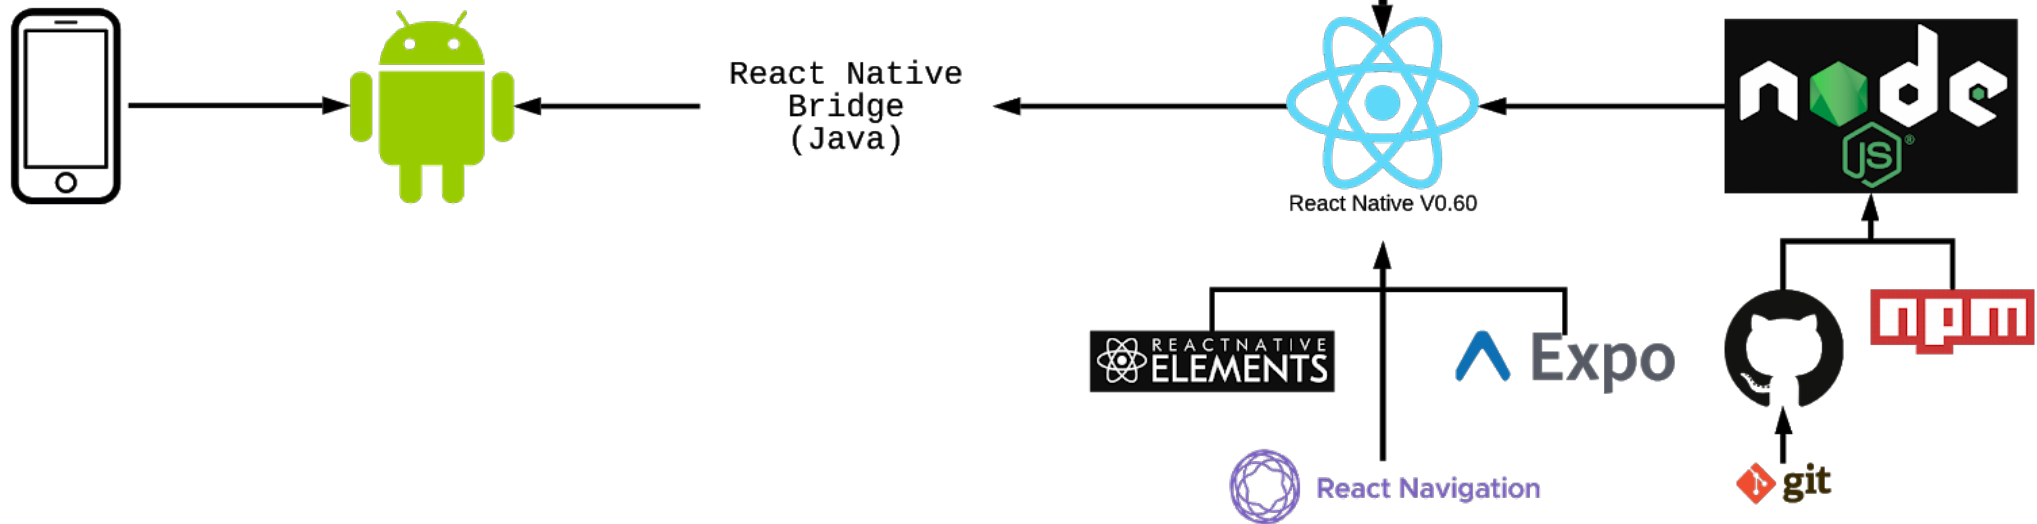 React Native
Bridge
(Java)
React Native V0.60
node
JS
®
REACTNATIVE
ELEMENTS
Expo
npm
React Navigation
git